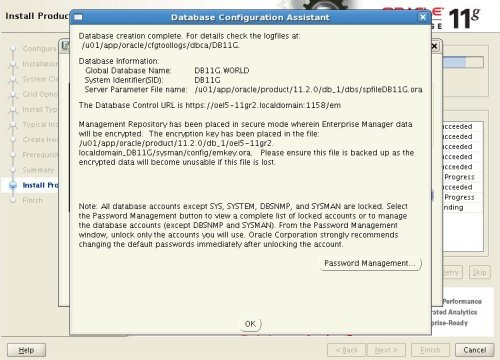 Install Produc
Database Configuration Assistant
ORACLE
11g
Database creation complete. For details check the logfiles at:
/u01/app/oracle/cfgtoollogs/dbca/DB11G.
Database Information:
Global Database Name: DB11G.WORLD
System Identifier(SID): DB11G
Server Parameter File name: /u01/app/oracle/product/11.2.0/db_1/dbs/spfileDB11G.ora
The Database Control URL is https://oel5-11gr2.localdomain:1158/em
Management Repository has been placed in secure mode wherein Enterprise Manager data
will be encrypted. The encryption key has been placed in the file:
/u01/app/oracle/product/11.2.0/db_1/oel5-11gr2.
localdomain_DB11G/sysman/config/emkey.ora. Please ensure this file is backed up as the
encrypted data will become unusable if this file is lost.
Note: All database accounts except SYS, SYSTEM, DBSNMP, and SYSMAN are locked. Select
the Password Management button to view a complete list of locked accounts or to manage
the database accounts (except DBSNMP and SYSMAN). From the Password Management
window, unlock only the accounts you will use. Oracle Corporation strongly recommends
changing the default passwords immediately after unlocking the account.
Password Management...
OK
Configure
Installation
System Cl
Grid Option
Install Typ
Typical Ins
Create Inve
Prerequisit
Summary
Install Pro
Finish
ucceeded
ucceeded
ucceeded
ucceeded
Progress
ucceeded
ucceeded
Progress
nding
Retry
Skip
Performance
rated Analytics
prise-Ready
Help
< Back
Next >
Finish
Cancel